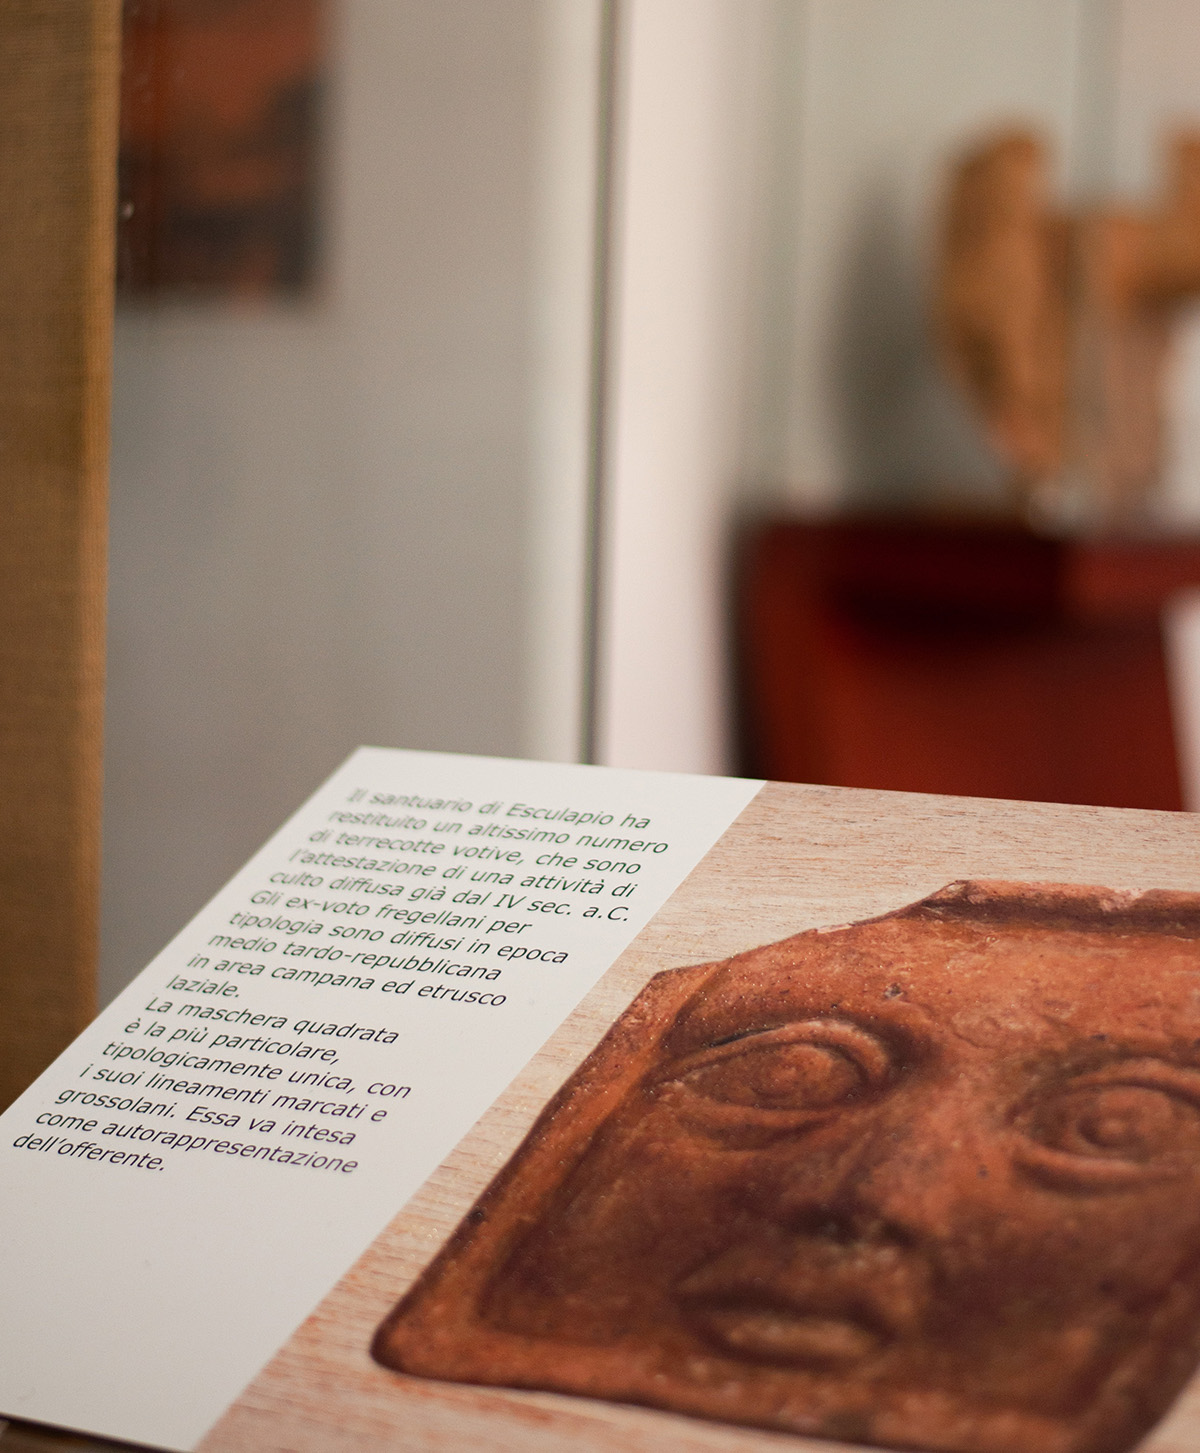 Il santuario di Esculapio ha
restituito un altissimo numero
di terrecotte votive, che sono
l'attestazione di una attività di
culto diffusa già dal IV sec. a.C.
Gli ex-voto fregellani per
tipologia sono diffusi in epoca
medio tardo-repubblicana
in area campana ed etrusco
laziale.
La maschera quadrata
è la più particolare,
tipologicamente unica, con
i suoi lineamenti marcati e
grossolani. Essa va intesa
come autorappresentazione
dell'offerente.